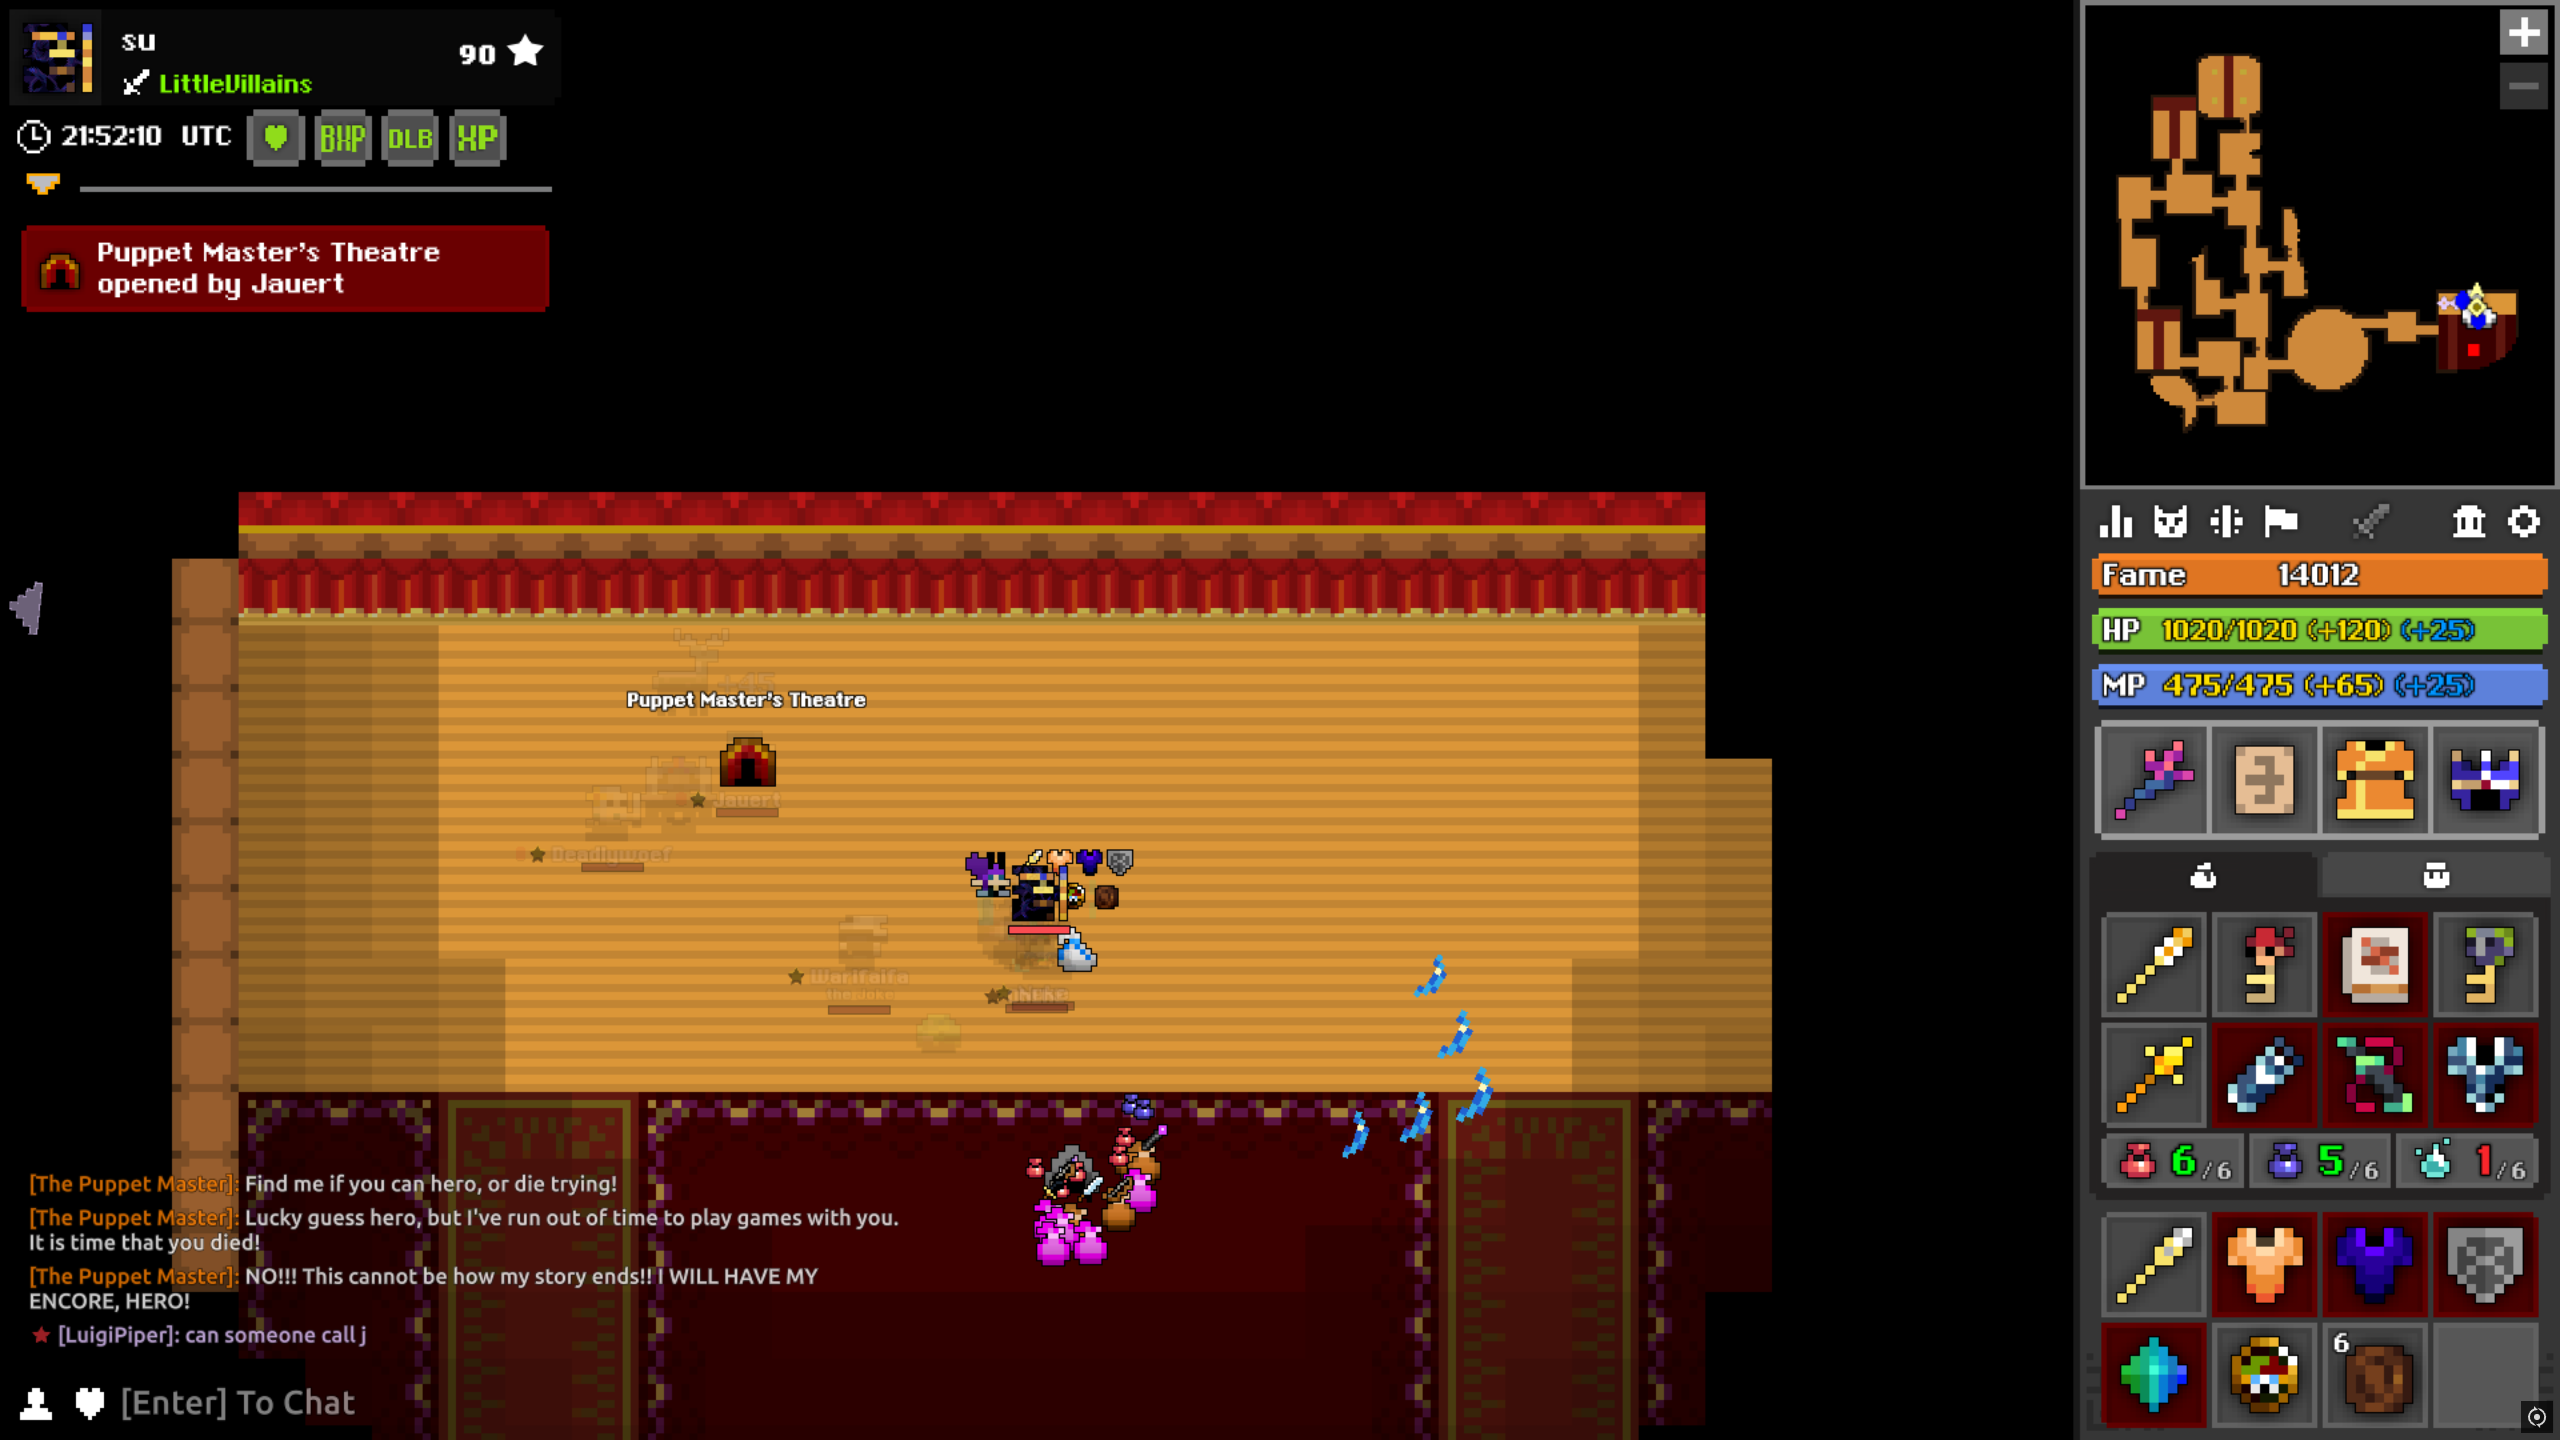 su
90
LittleVillains
21:52:10 UTC
BXP
DLB
XP
Puppet Master's Theatre
opened by Jauert
Fame 14012
HP 1020/1020 (+120) (+25)
MP 475/475 (+65) (+25)
Puppet Master's Theatre
Jauert
Deadlywoef
6/6
5/6
1/6
6
[The Puppet Master]: Find me if you can hero, or die trying!
[The Puppet Master]: Lucky guess hero, but I've run out of time to play games with you.
It is time that you died!
[The Puppet Master]: NO!!! This cannot be how my story ends!! I WILL HAVE MY
ENCORE, HERO!
[LuigiPiper]: can someone call j
[Enter] To Chat